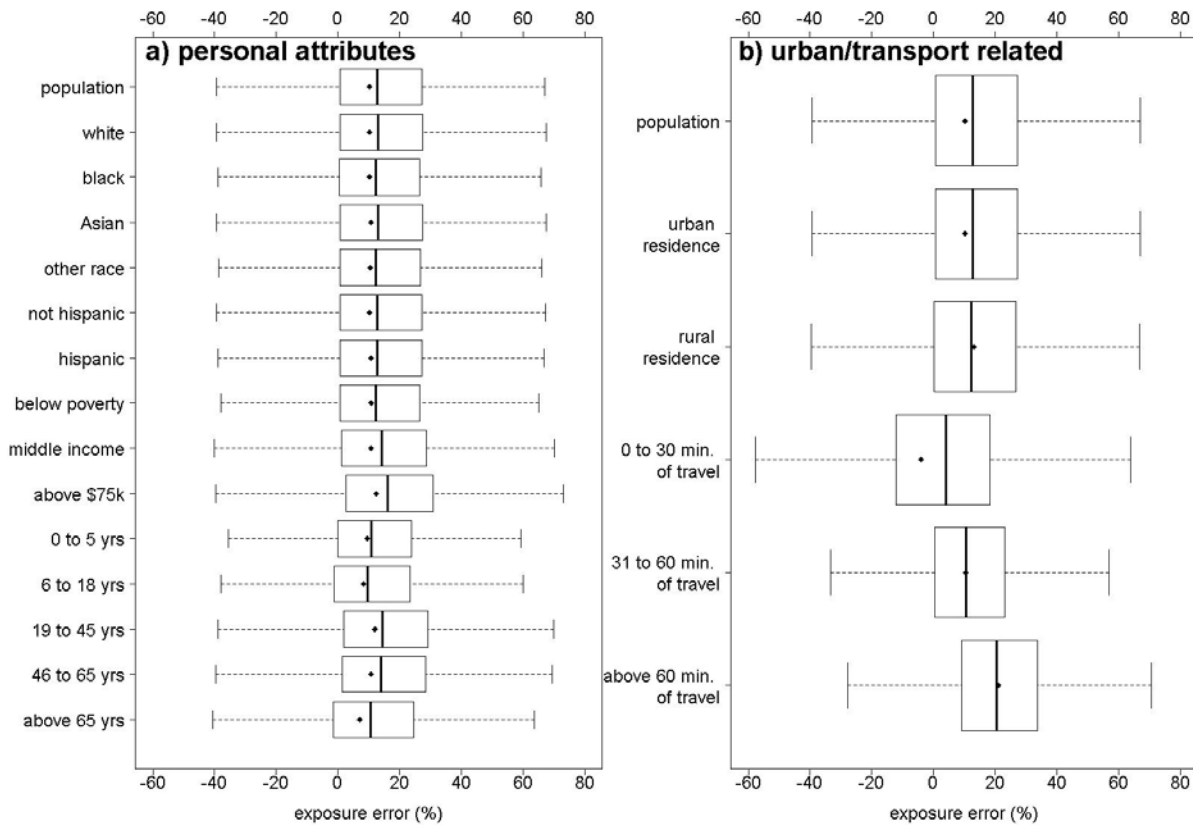 -60 -40 -20 0 20 40 60 80
a) personal attributes
population
white
black
Asian
other race
not hispanic
hispanic
below poverty
middle income
above $75k
0 to 5 yrs
6 to 18 yrs
19 to 45 yrs
46 to 65 yrs
above 65 yrs
-60 -40 -20 0 20 40 60 80
exposure error (%)
-60 -40 -20 0 20 40 60 80
b) urban/transport related
population
urban
residence
rural
residence
0 to 30 min.
of travel
31 to 60 min.
of travel
above 60 min.
of travel
-60 -40 -20 0 20 40 60 80
exposure error (%)